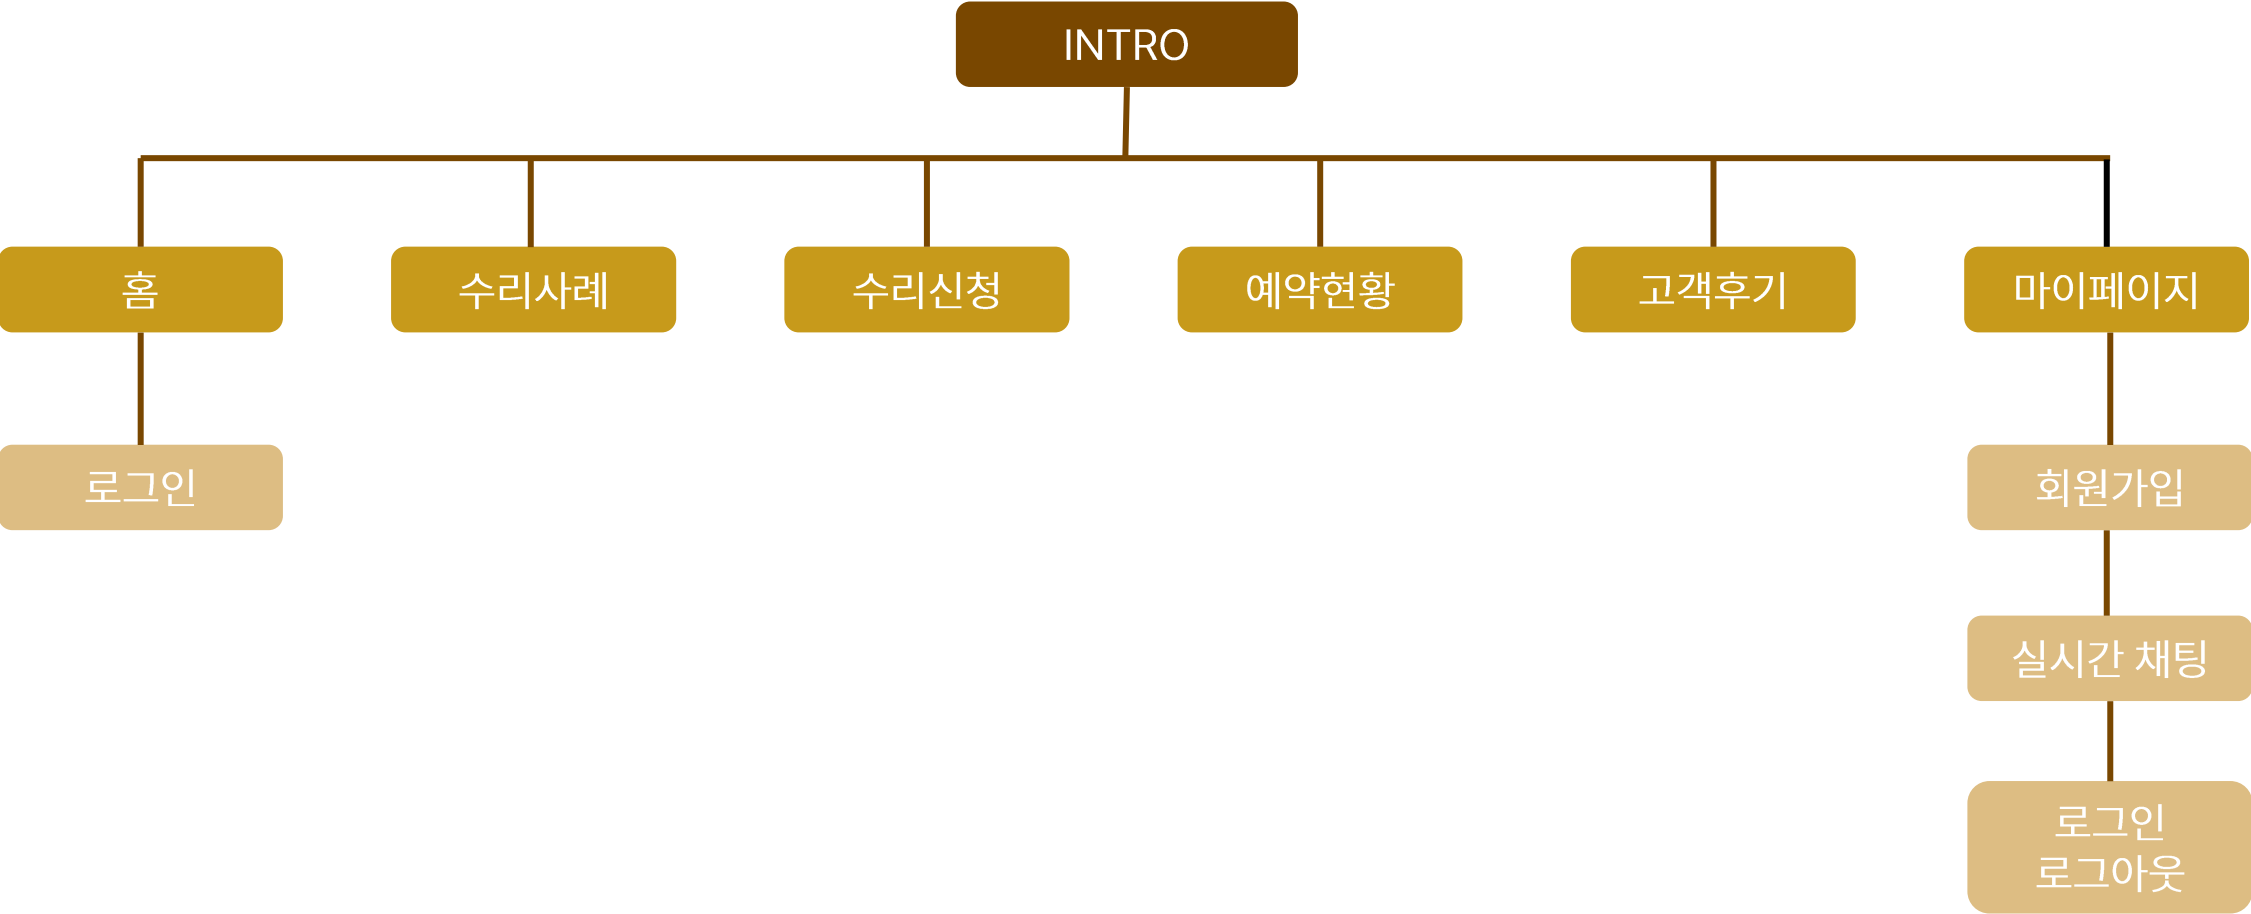 INTRO
홈
수리사례
수리신청
예약현황
고객후기
마이페이지
로그인
회원가입
실시간 채팅
로그인
로그아웃